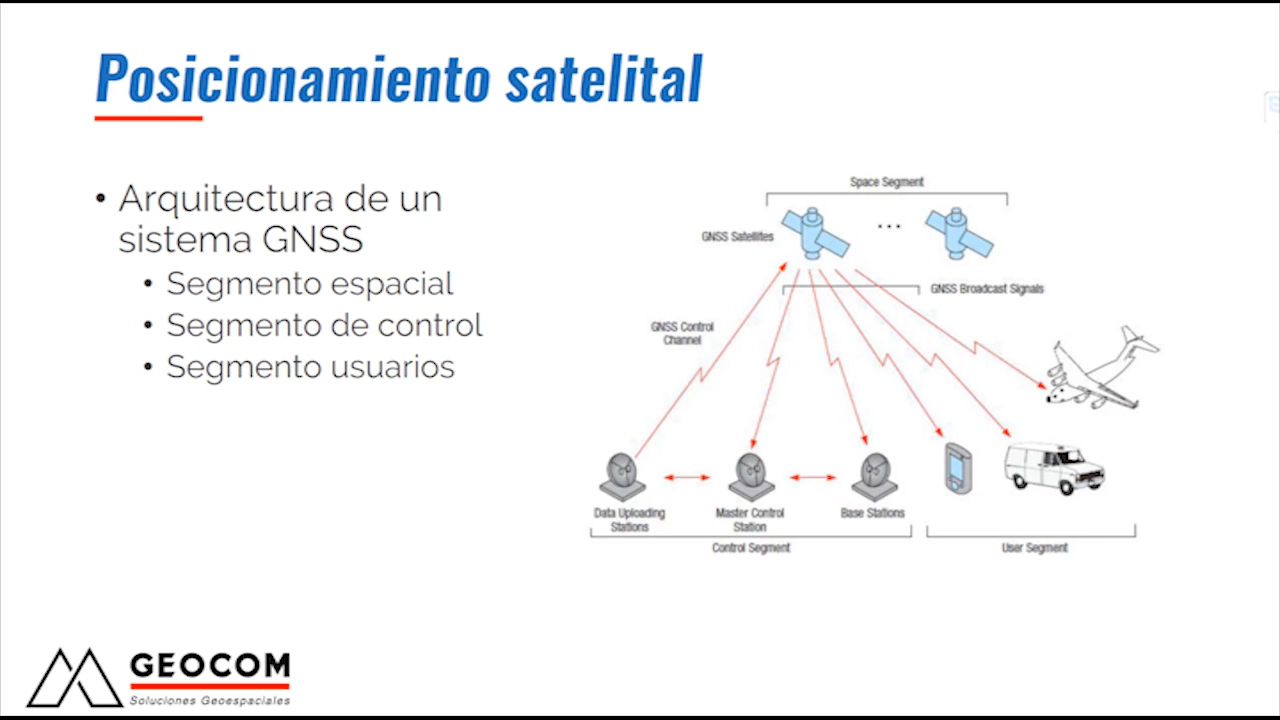 Posicionamiento satelital
• Arquitectura de un
sistema GNSS
• Segmento espacial
• Segmento de control
• Segmento usuarios
Space Segment
GNSS Satellites
GNSS Broadcast Signals
GNSS Control
Channel
Data Uploading
Stations
Master Control
Station
Base Stations
Control Segment
User Segment
GEOCOM
Soluciones Geoespaciales